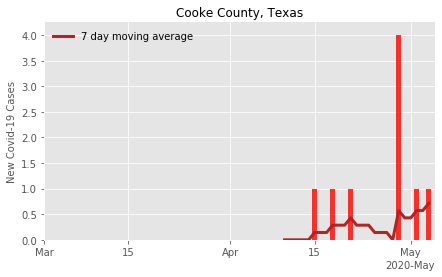 Cooke County, Texas
7 day moving average
New Covid-19 Cases
4.0
3.5
3.0
2.5
2.0
1.5
1.0
0.5
0.0
Mar
15
Apr
15
May
2020-May